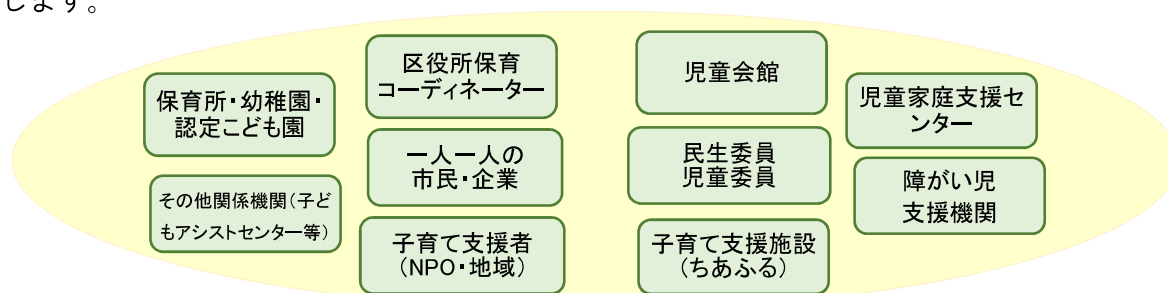 します。
保育所・幼稚園・
認定こども園
その他関係機関(子ど
もアシストセンター等)
区役所保育
コーディネーター
一人一人の
市民・企業
子育て支援者
(NPO・地域)
児童会館
民生委員
児童委員
子育て支援施設
(ちあふる)
児童家庭支援セ
ンター
障がい児
支援機関